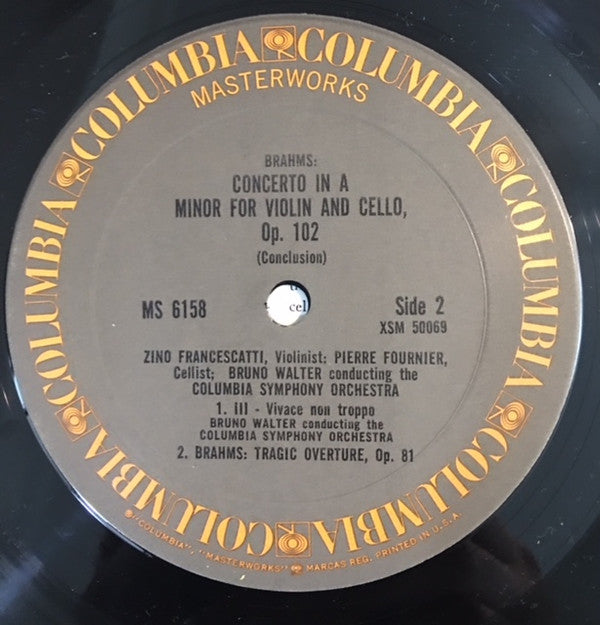 COLUMBIA COLUMBIA
MASTERWORKS
BRAHMS:
CONCERTO IN A
MINOR FOR VIOLIN AND CELLO,
Op. 102
(Conclusion)
cel
MS 6158
Side 2
XSM 50069
ZINO FRANCESCATTI, Violinist; PIERRE FOURNIER,
Cellist; BRUNO WALTER conducting the
COLUMBIA SYMPHONY ORCHESTRA
1. III - Vivace non troppo
BRUNO WALTER conducting the
COLUMBIA SYMPHONY ORCHESTRA
2. BRAHMS: TRAGIC OVERTURE, Op. 81
COLUMBIA
COLUMBIA
COLUMBIA COLUMBIA
®"COLUMBIA", "MASTERWORKS" MARCAS REG. PRINTED IN U.S.A.